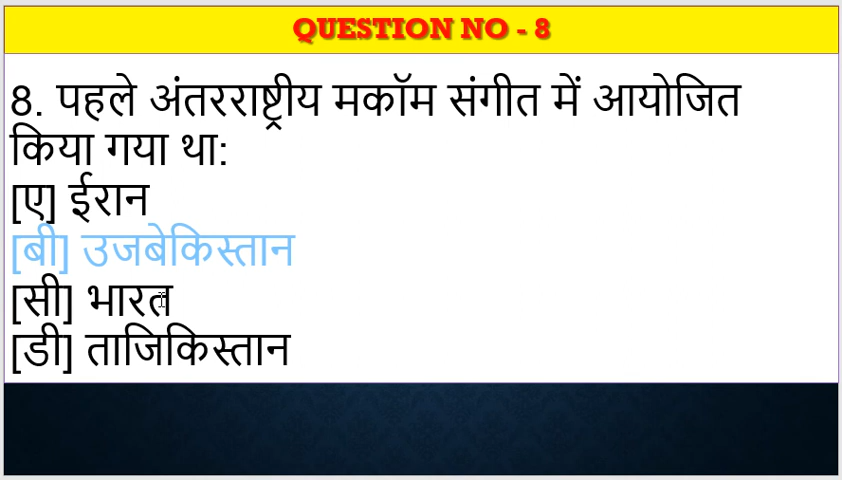 QUESTION NO - 8
8. पहले अंतरराष्ट्रीय मकॉम संगीत में आयोजित
किया गया था:
[ए] ईरान
[बी] उजबेकिस्तान
[सी] भारत
[डी] ताजिकिस्तान